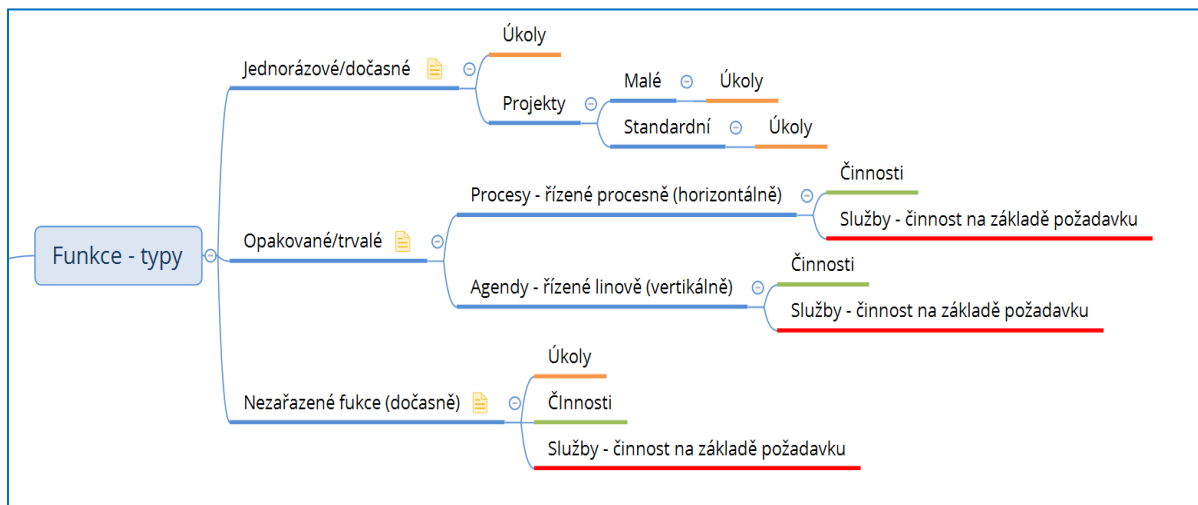 Funkce - typy
Jednorázové/dočasné
Úkoly
Projekty
Malé
Úkoly
Standardní
Úkoly
Opakované/trvalé
Procesy - řízené procesně (horizontálně)
Činnosti
Služby - činnost na základě požadavku
Agendy - řízené linově (vertikálně)
Činnosti
Služby - činnost na základě požadavku
Nezařazené fukce (dočasně)
Úkoly
ČInnosti
Služby - činnost na základě požadavku